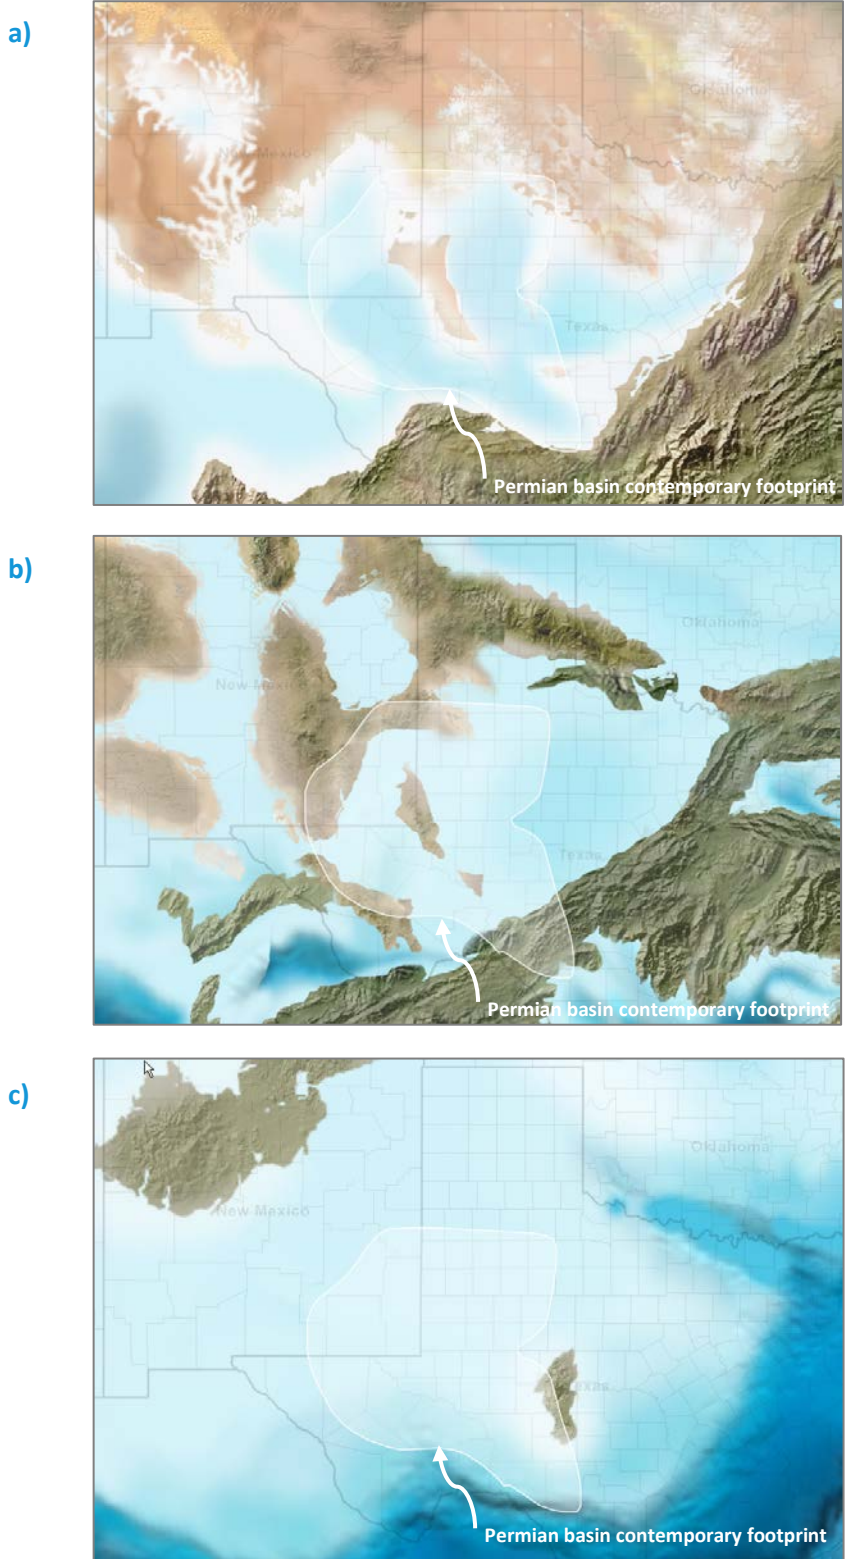 a)
Oklahoma
Mexico
Texas
Permian basin contemporary footprint
b)
Oklahoma
New Mexico
Texas
Permian basin contemporary footprint
c)
Oklahoma
New Mexico
Texas
Permian basin contemporary footprint